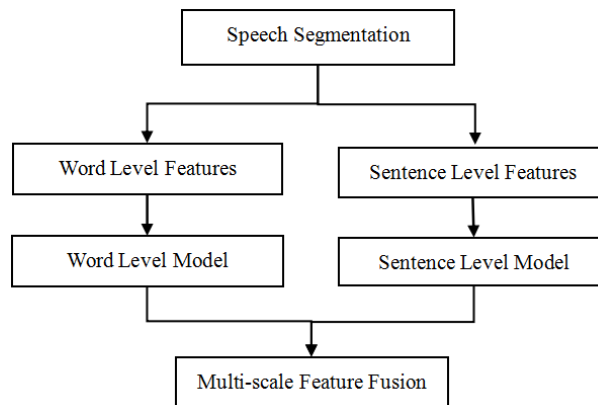 Speech Segmentation
Word Level Features
Sentence Level Features
Word Level Model
Sentence Level Model
Multi-scale Feature Fusion